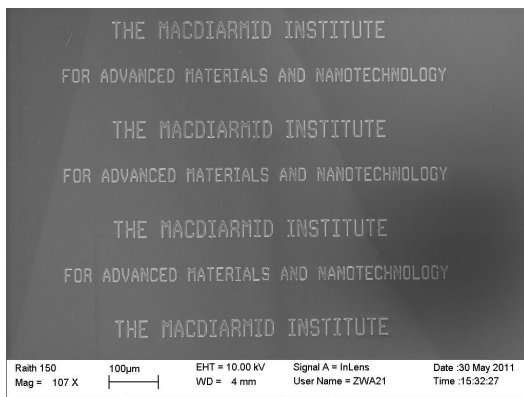 THE MACDIARMID INSTITUTE
FOR ADVANCED MATERIALS AND NANOTECHNOLOGY
THE MACDIARMID INSTITUTE
FOR ADVANCED MATERIALS AND NANOTECHNOLOGY
THE MACDIARMID INSTITUTE
FOR ADVANCED MATERIALS AND NANOTECHNOLOGY
THE MACDIARMID INSTITUTE
Raith 150 100µm EHT = 10.00 kV Signal A = InLens Date :30 May 2011
Mag = 107 X WD = 4 mm User Name = ZWA21 Time :15:32:27